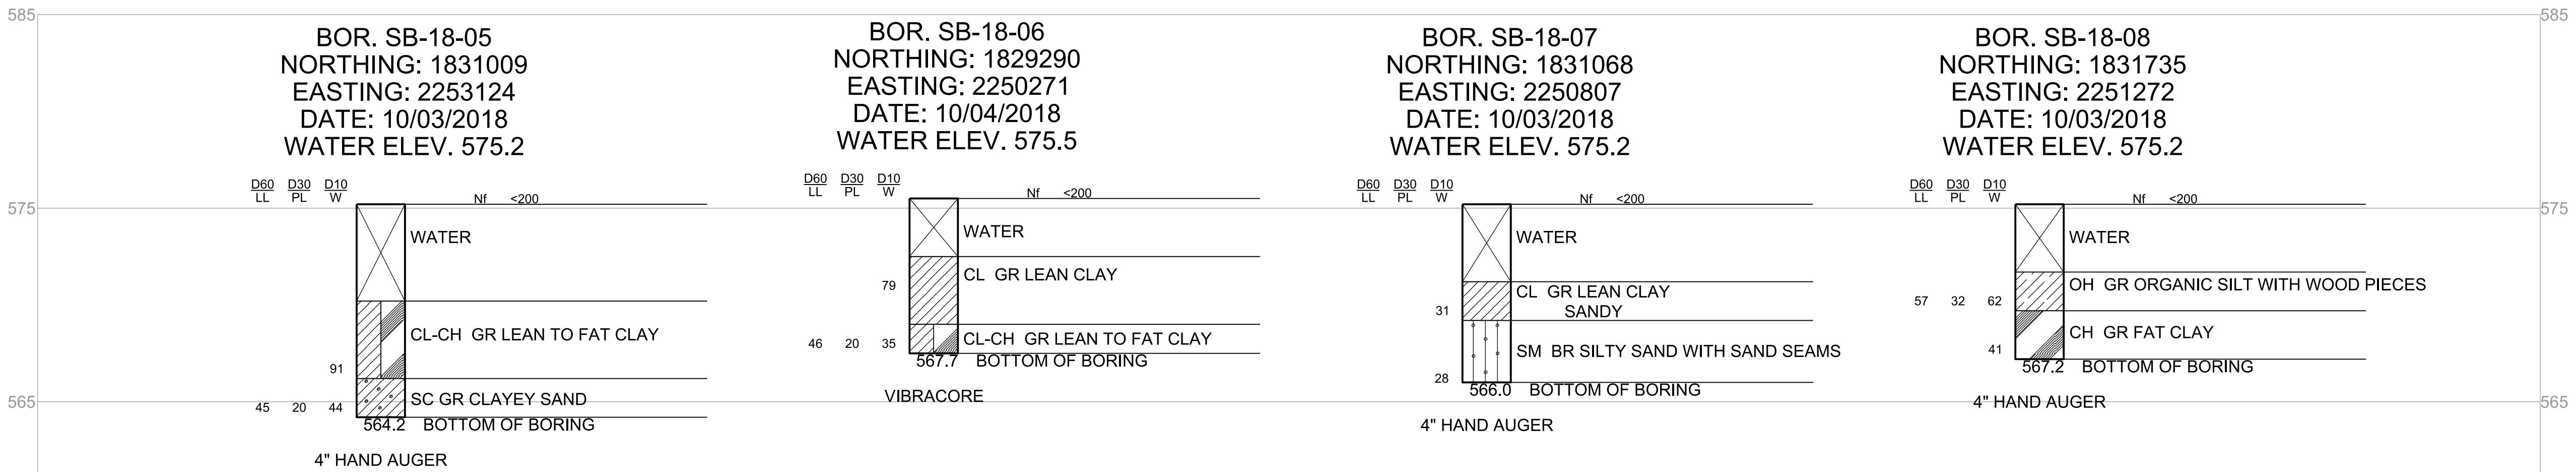 585
585
BOR. SB-18-05
NORTHING: 1831009
EASTING: 2253124
DATE: 10/03/2018
WATER ELEV. 575.2
D60 D30 D10
LL PL W
Nf <200
WATER
CL-CH GR LEAN TO FAT CLAY
91
SC GR CLAYEY SAND
45 20 44
564.2 BOTTOM OF BORING
4" HAND AUGER
BOR. SB-18-06
NORTHING: 1829290
EASTING: 2250271
DATE: 10/04/2018
WATER ELEV. 575.5
D60 D30 D10
LL PL W
Nf <200
WATER
CL GR LEAN CLAY
79
CL-CH GR LEAN TO FAT CLAY
46 20 35
567.7 BOTTOM OF BORING
VIBRACORE
BOR. SB-18-07
NORTHING: 1831068
EASTING: 2250807
DATE: 10/03/2018
WATER ELEV. 575.2
D60 D30 D10
LL PL W
Nf <200
WATER
CL GR LEAN CLAY
SANDY
31
SM BR SILTY SAND WITH SAND SEAMS
28
566.0 BOTTOM OF BORING
4" HAND AUGER
BOR. SB-18-08
NORTHING: 1831735
EASTING: 2251272
DATE: 10/03/2018
WATER ELEV. 575.2
D60 D30 D10
LL PL W
Nf <200
WATER
OH GR ORGANIC SILT WITH WOOD PIECES
57 32 62
CH GR FAT CLAY
41
567.2 BOTTOM OF BORING
4" HAND AUGER
575
575
565
565